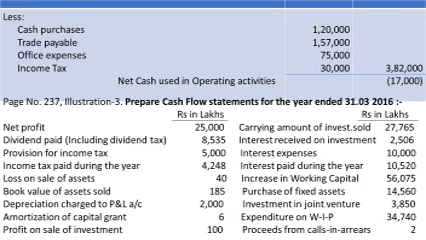 Less:
Cash purchases 1,20,000
Trade payable 1,57,000
Office expenses 75,000
Income Tax 30,000 3,82,000
Net Cash used in Operating activities (17,000)
Page No. 237, Illustration-3. Prepare Cash Flow statements for the year ended 31.03 2016 :-
Rs in Lakhs Rs in Lakhs
Net profit 25,000 Carrying amount of invest.sold 27,765
Dividend paid (Including dividend tax) 8,535 Interest received on investment 2,506
Provision for income tax 5,000 Interest expenses 10,000
Income tax paid during the year 4,248 Interest paid during the year 10,520
Loss on sale of assets 40 Increase in Working Capital 56,075
Book value of assets sold 185 Purchase of fixed assets 14,560
Depreciation charged to P&L a/c 2,000 Investment in joint venture 3,850
Amortization of capital grant 6 Expenditure on W-I-P 34,740
Profit on sale of investment 100 Proceeds from calls-in arrears 2